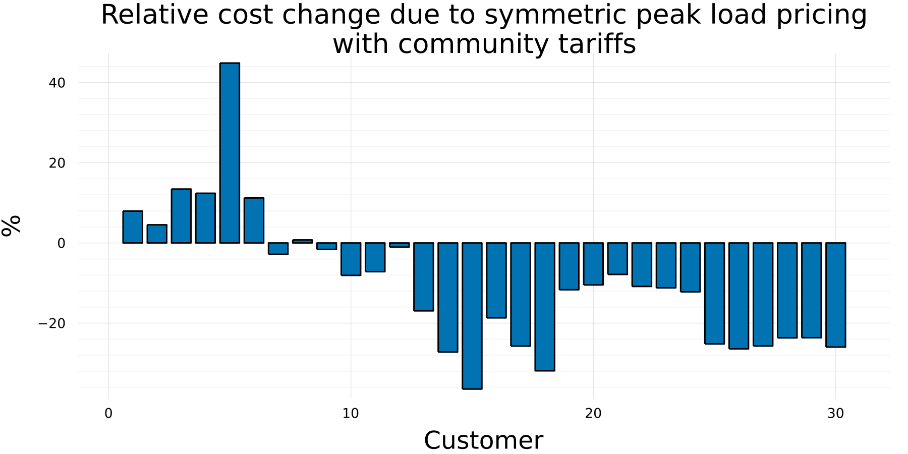 Relative cost change due to symmetric peak load pricing
with community tariffs
%
40
20
0
−20
0 10 20 30
Customer